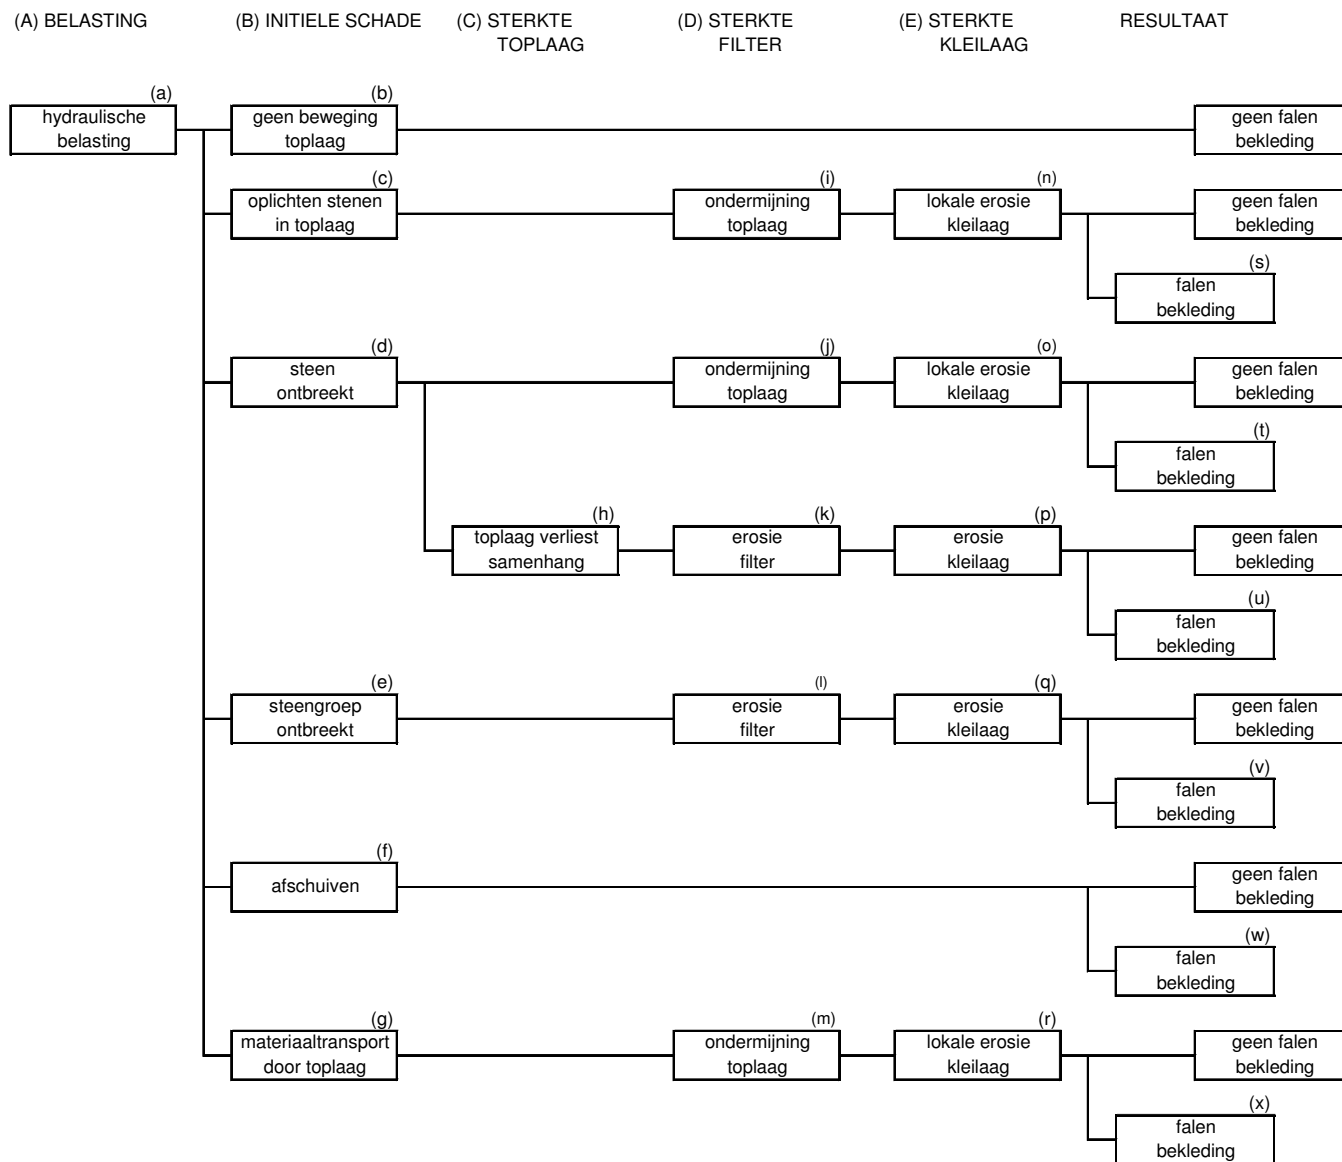 (A) BELASTING
(B) INITIELE SCHADE
(C) STERKTE
TOPLAAG
(D) STERKTE
FILTER
(E) STERKTE
KLEILAAG
RESULTAAT
(a)
hydraulische
belasting
(b)
geen beweging
toplaag
geen falen
bekleding
(c)
oplichten stenen
in toplaag
(i)
ondermijning
toplaag
(n)
lokale erosie
kleilaag
geen falen
bekleding
(s)
falen
bekleding
(d)
steen
ontbreekt
(j)
ondermijning
toplaag
(o)
lokale erosie
kleilaag
geen falen
bekleding
(t)
falen
bekleding
(h)
toplaag verliest
samenhang
(k)
erosie
filter
(p)
erosie
kleilaag
geen falen
bekleding
(u)
falen
bekleding
(e)
steengroep
ontbreekt
(l)
erosie
filter
(q)
erosie
kleilaag
geen falen
bekleding
(v)
falen
bekleding
(f)
afschuiven
geen falen
bekleding
(w)
falen
bekleding
(g)
materiaaltransport
door toplaag
(m)
ondermijning
toplaag
(r)
lokale erosie
kleilaag
geen falen
bekleding
(x)
falen
bekleding